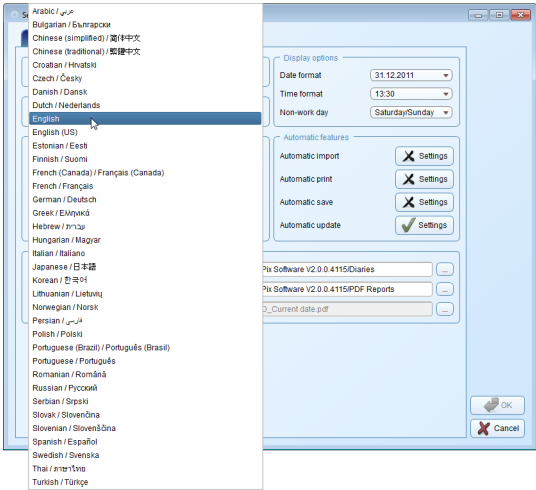 Se
Arabic / عربي
Bulgarian / Български
Chinese (simplified) / 简体中文
Chinese (traditional) / 繁體中文
Croatian / Hrvatski
Czech / Česky
Danish / Dansk
Dutch / Nederlands
English
English (US)
Estonian / Eesti
Finnish / Suomi
French (Canada) / Français (Canada)
French / Français
German / Deutsch
Greek / Ελληνικά
Hebrew / עברית
Hungarian / Magyar
Italian / Italiano
Japanese / 日本語
Korean / 한국어
Lithuanian / Lietuvių
Norwegian / Norsk
Persian / فارسی
Polish / Polski
Portuguese (Brazil) / Português (Brasil)
Portuguese / Português
Romanian / Română
Russian / Русский
Serbian / Srpski
Slovak / Slovenčina
Slovenian / Slovenščina
Spanish / Español
Swedish / Svenska
Thai / ภาษาไทย
Turkish / Türkçe
Display options
Date format 31.12.2011
Time format 13:30
Non-work day Saturday/Sunday
Automatic features
Automatic import Settings
Automatic print Settings
Automatic save Settings
Automatic update Settings
Pix Software V2.0.0.4115/Diaries ...
Pix Software V2.0.0.4115/PDF Reports ...
D_Current date.pdf ...
OK
Cancel